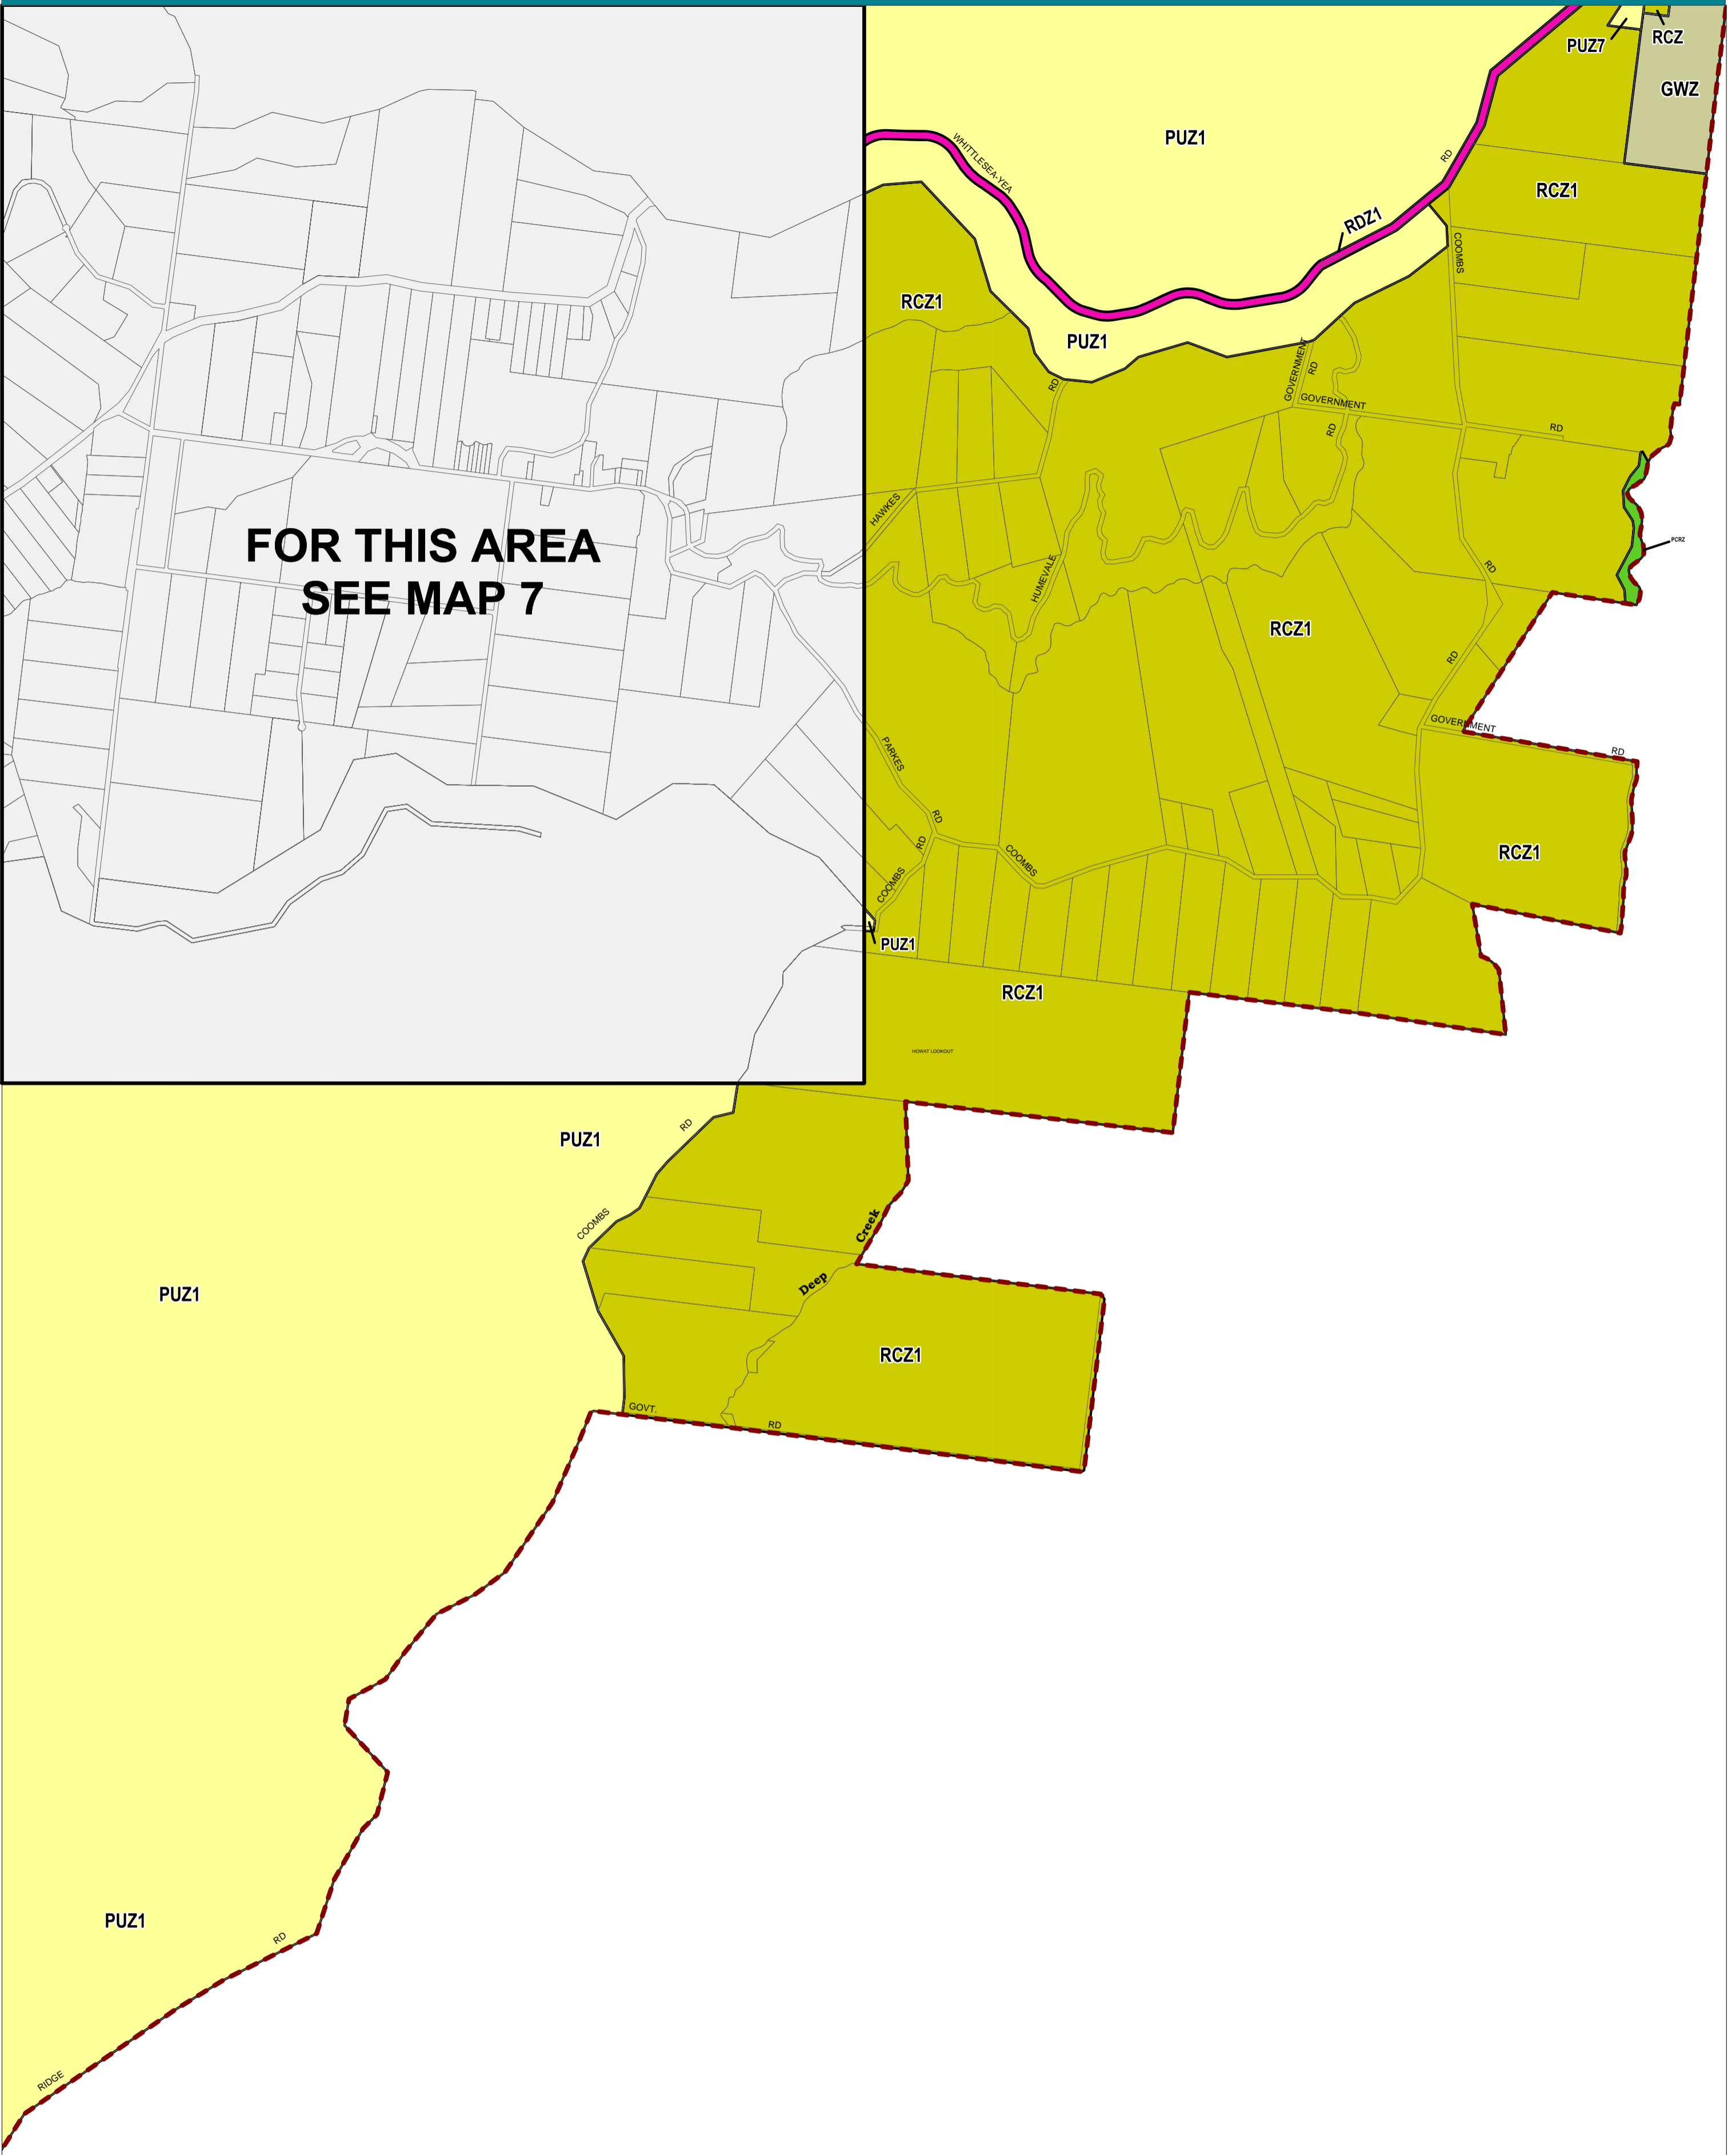 PUZ7
RCZ
GWZ
PUZ1
WHITTLESEA-YEA
RD
RCZ1
RDZ1
COOMBS
RCZ1
PUZ1
GOVERNMENT
RD
RD
GOVERNMENT
RD
RD
HAWKES
FOR THIS AREA
SEE MAP 7
PCRZ
HUMEVALE
RD
RCZ1
RD
GOVERNMENT
RD
PARKES
RD
RD
COOMBS
RCZ1
COOMBS
PUZ1
RCZ1
HOWAT LOOKOUT
RD
PUZ1
COOMBS
Creek
Deep
PUZ1
RCZ1
GOVT.
RD
PUZ1
RD
RIDGE